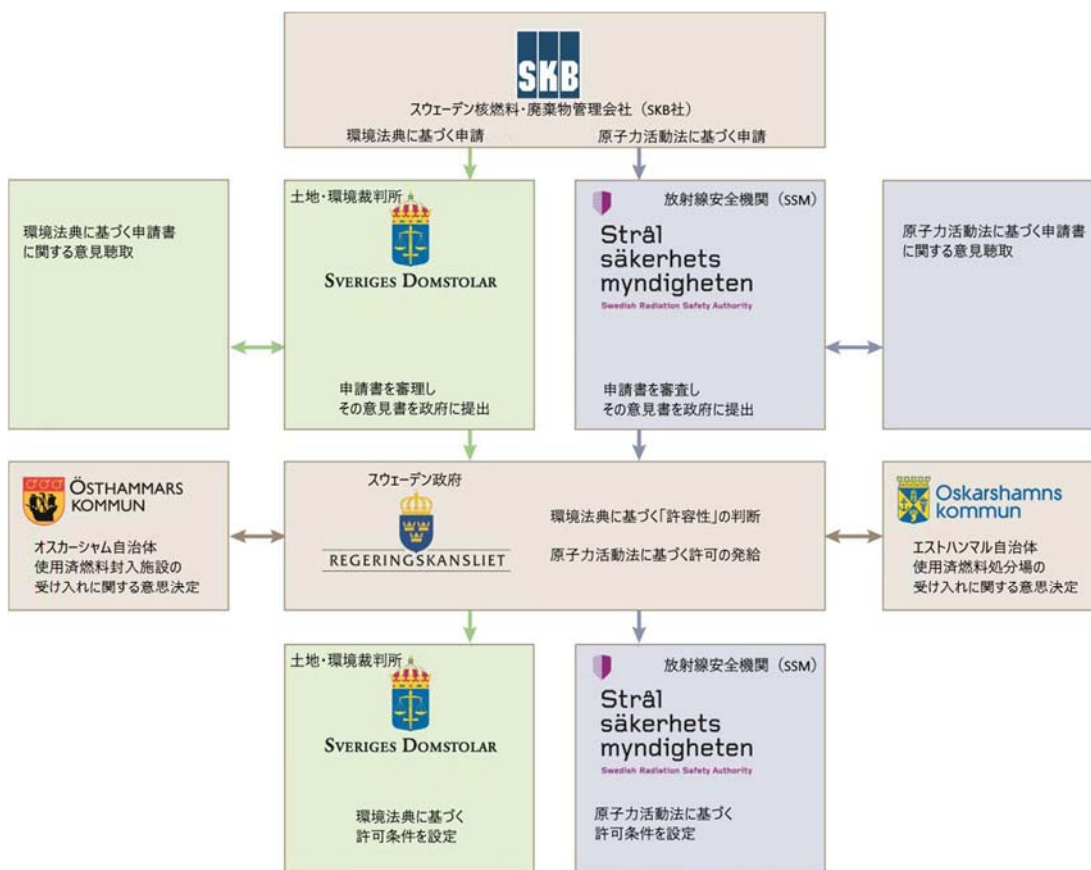 SKB
スウェーデン核燃料・廃棄物管理会社（SKB社）
環境法典に基づく申請
原子力活動法に基づく申請
環境法典に基づく申請書
に関する意見聴取
土地・環境裁判所
SVERIGES DOMSTOLAR
申請書を審理し
その意見書を政府に提出
放射線安全機関（SSM）
Strål
säkerhets
myndigheten
Swedish Radiation Safety Authority
申請書を審査し
その意見書を政府に提出
原子力活動法に基づく申請書
に関する意見聴取
ÖSTHAMMARS
KOMMUN
オスカーシャム自治体
使用済燃料封入施設の
受け入れに関する意思決定
スウェーデン政府
REGERINGSKANSLIET
環境法典に基づく「許容性」の判断
原子力活動法に基づく許可の発給
Oskarshamns
kommun
エストハンマル自治体
使用済燃料処分場の
受け入れに関する意思決定
土地・環境裁判所
SVERIGES DOMSTOLAR
環境法典に基づく
許可条件を設定
放射線安全機関（SSM）
Strål
säkerhets
myndigheten
Swedish Radiation Safety Authority
原子力活動法に基づく
許可条件を設定